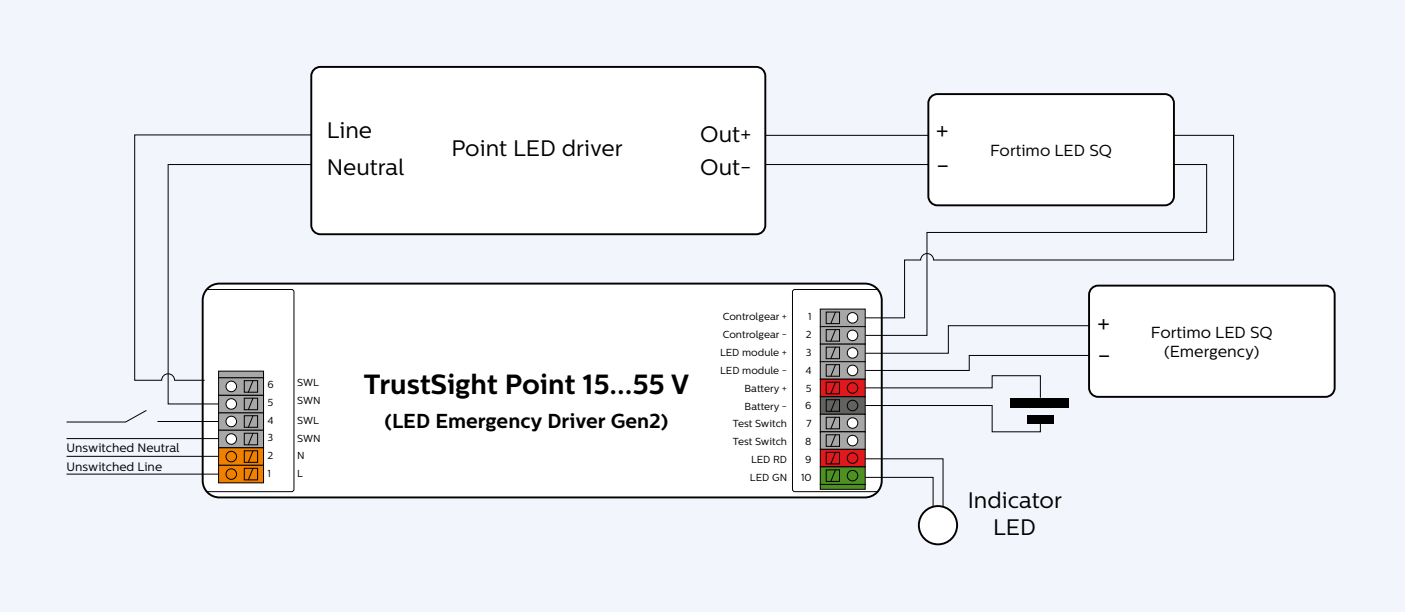 Line
Neutral
Point LED driver
Out+
Out-
+
-
Fortimo LED SQ
TrustSight Point 15...55 V
(LED Emergency Driver Gen2)
6 SWL
5 SWN
4 SWL
3 SWN
2 N
1 L
Unswitched Neutral
Unswitched Line
Controlgear + 1
Controlgear - 2
LED module + 3
LED module - 4
Battery + 5
Battery - 6
Test Switch 7
Test Switch 8
LED RD 9
LED GN 10
+
-
Fortimo LED SQ
(Emergency)
Indicator
LED